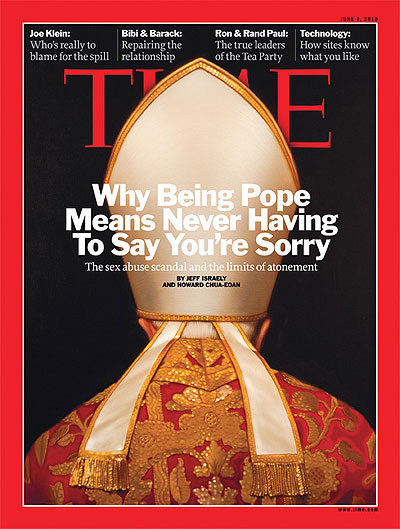 JUNE 7, 2010
Joe Klein:
Who's really to
blame for the spill
Bibi & Barack:
Repairing the
relationship
Ron & Rand Paul:
The true leaders
of the Tea Party
Technology:
How sites know
what you like
TIME
Why Being Pope
Means Never Having
To Say You're Sorry
The sex abuse scandal and the limits of atonement
BY JEFF ISRAELY
AND HOWARD CHUA-EOAN
www.time.com